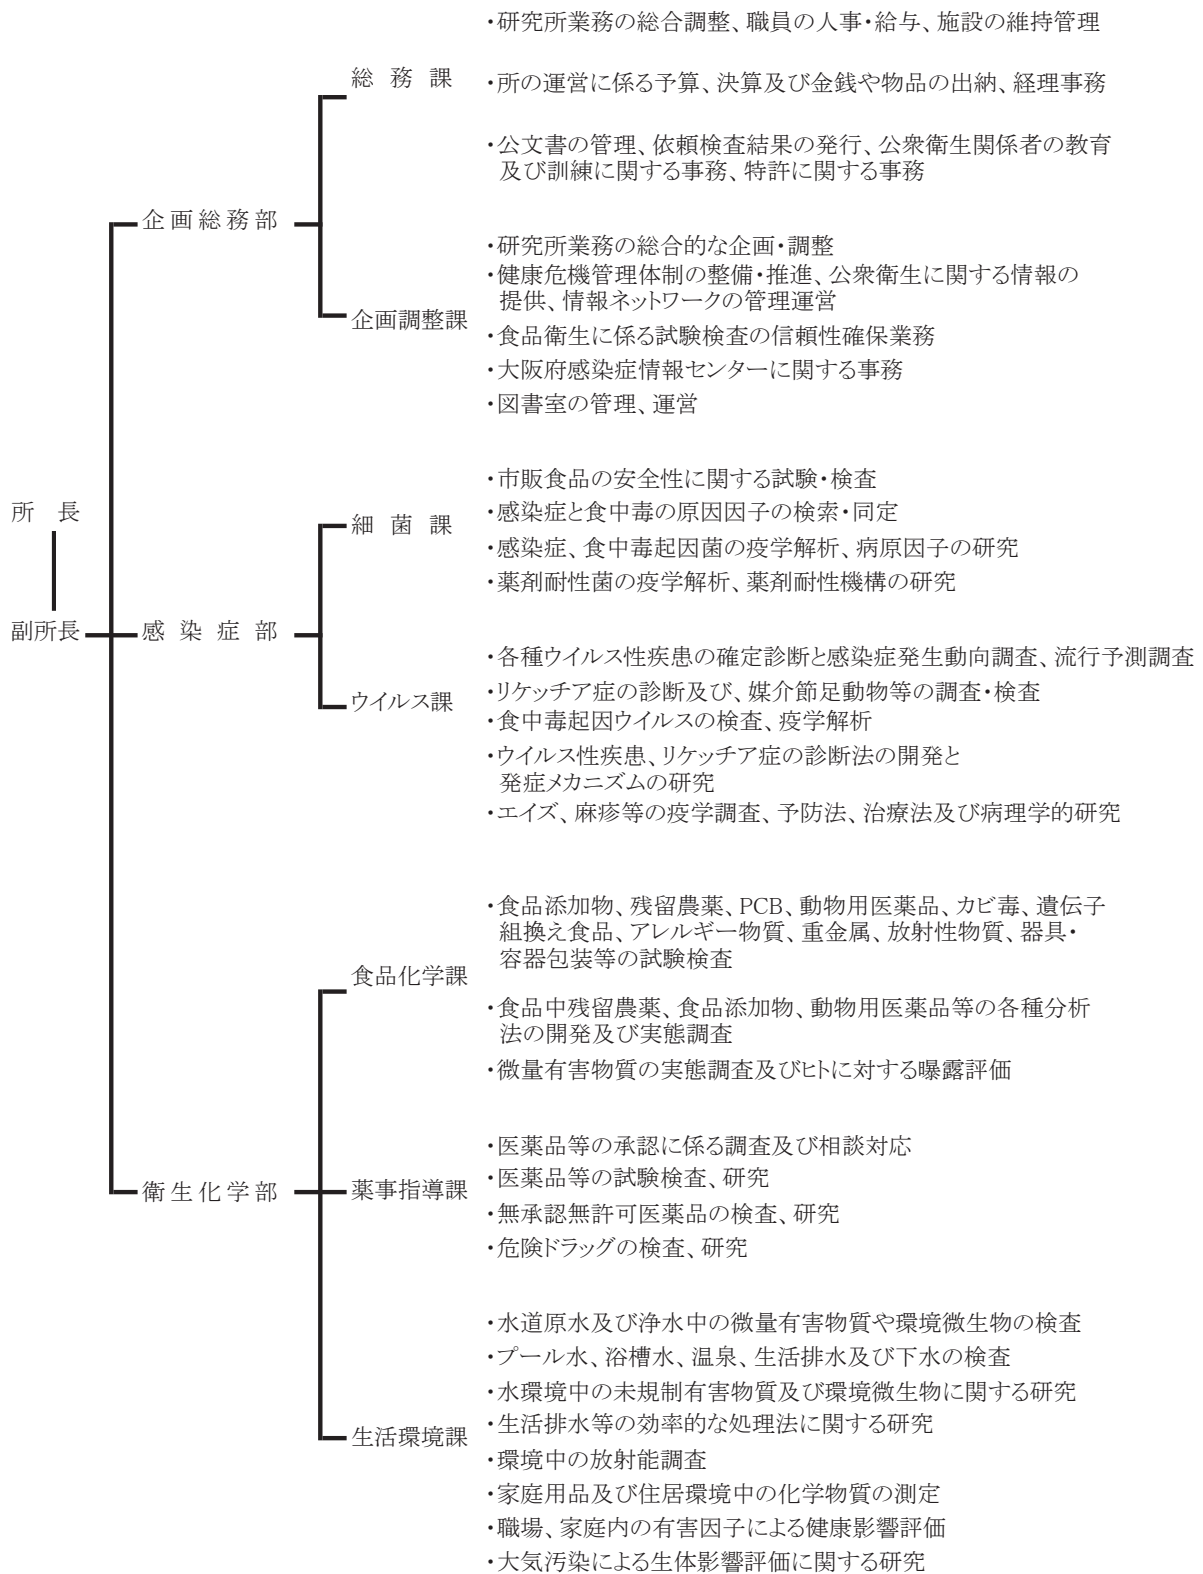 所長
副所長
企画総務部
総務課
・研究所業務の総合調整、職員の人事・給与、施設の維持管理
・所の運営に係る予算、決算及び金銭や物品の出納、経理事務
・公文書の管理、依頼検査結果の発行、公衆衛生関係者の教育
及び訓練に関する事務、特許に関する事務
企画調整課
・研究所業務の総合的な企画・調整
・健康危機管理体制の整備・推進、公衆衛生に関する情報の
提供、情報ネットワークの管理運営
・食品衛生に係る試験検査の信頼性確保業務
・大阪府感染症情報センターに関する事務
・図書室の管理、運営
感染症部
細菌課
・市販食品の安全性に関する試験・検査
・感染症と食中毒の原因因子の検索・同定
・感染症、食中毒起因菌の疫学解析、病原因子の研究
・薬剤耐性菌の疫学解析、薬剤耐性機構の研究
ウイルス課
・各種ウイルス性疾患の確定診断と感染症発生動向調査、流行予測調査
・リケッチア症の診断及び、媒介節足動物等の調査・検査
・食中毒起因ウイルスの検査、疫学解析
・ウイルス性疾患、リケッチア症の診断法の開発と
発症メカニズムの研究
・エイズ、麻疹等の疫学調査、予防法、治療法及び病理学的研究
衛生化学部
食品化学課
・食品添加物、残留農薬、PCB、動物用医薬品、カビ毒、遺伝子
組換え食品、アレルギー物質、重金属、放射性物質、器具・
容器包装等の試験検査
・食品中残留農薬、食品添加物、動物用医薬品等の各種分析
法の開発及び実態調査
・微量有害物質の実態調査及びヒトに対する曝露評価
薬事指導課
・医薬品等の承認に係る調査及び相談対応
・医薬品等の試験検査、研究
・無承認無許可医薬品の検査、研究
・危険ドラッグの検査、研究
生活環境課
・水道原水及び浄水中の微量有害物質や環境微生物の検査
・プール水、浴槽水、温泉、生活排水及び下水の検査
・水環境中の未規制有害物質及び環境微生物に関する研究
・生活排水等の効率的な処理法に関する研究
・環境中の放射能調査
・家庭用品及び住居環境中の化学物質の測定
・職場、家庭内の有害因子による健康影響評価
・大気汚染による生体影響評価に関する研究